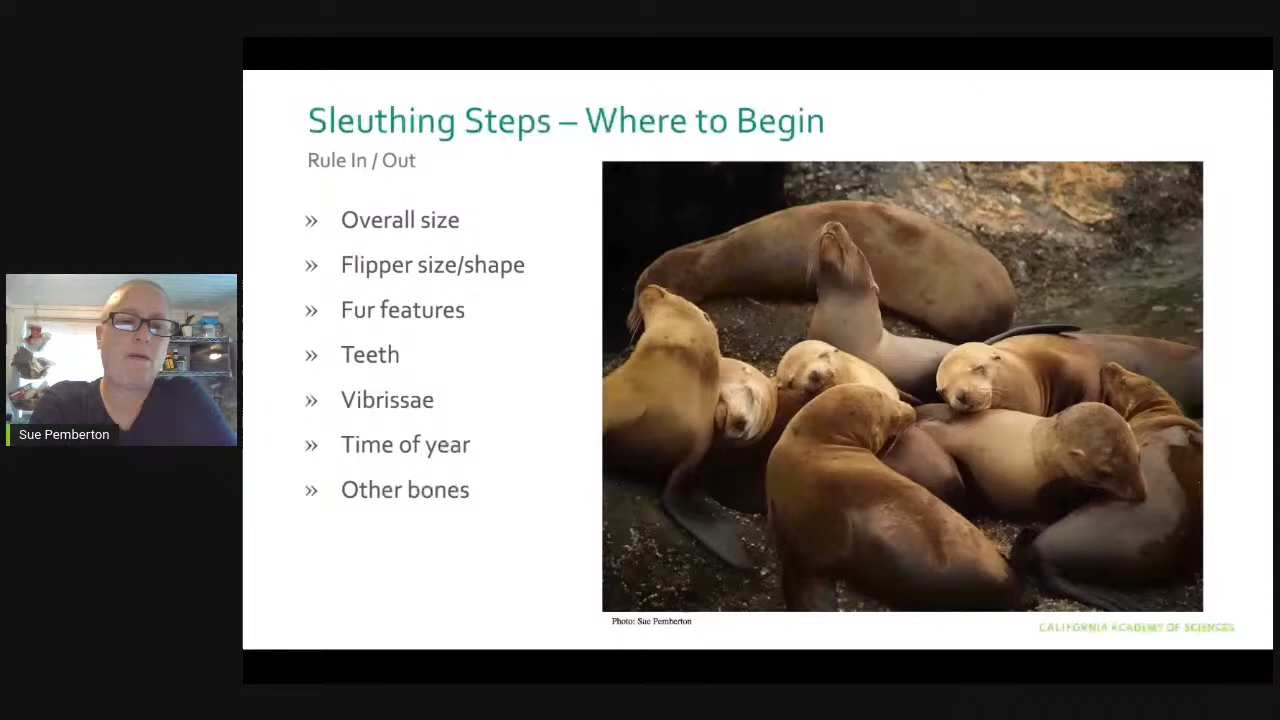 Sleuthing Steps – Where to Begin
Rule In / Out
» Overall size
» Flipper size/shape
» Fur features
» Teeth
» Vibrissae
» Time of year
» Other bones
Sue Pemberton
Photo: Sue Pemberton
CALIFORNIA ACADEMY OF SCIENCES